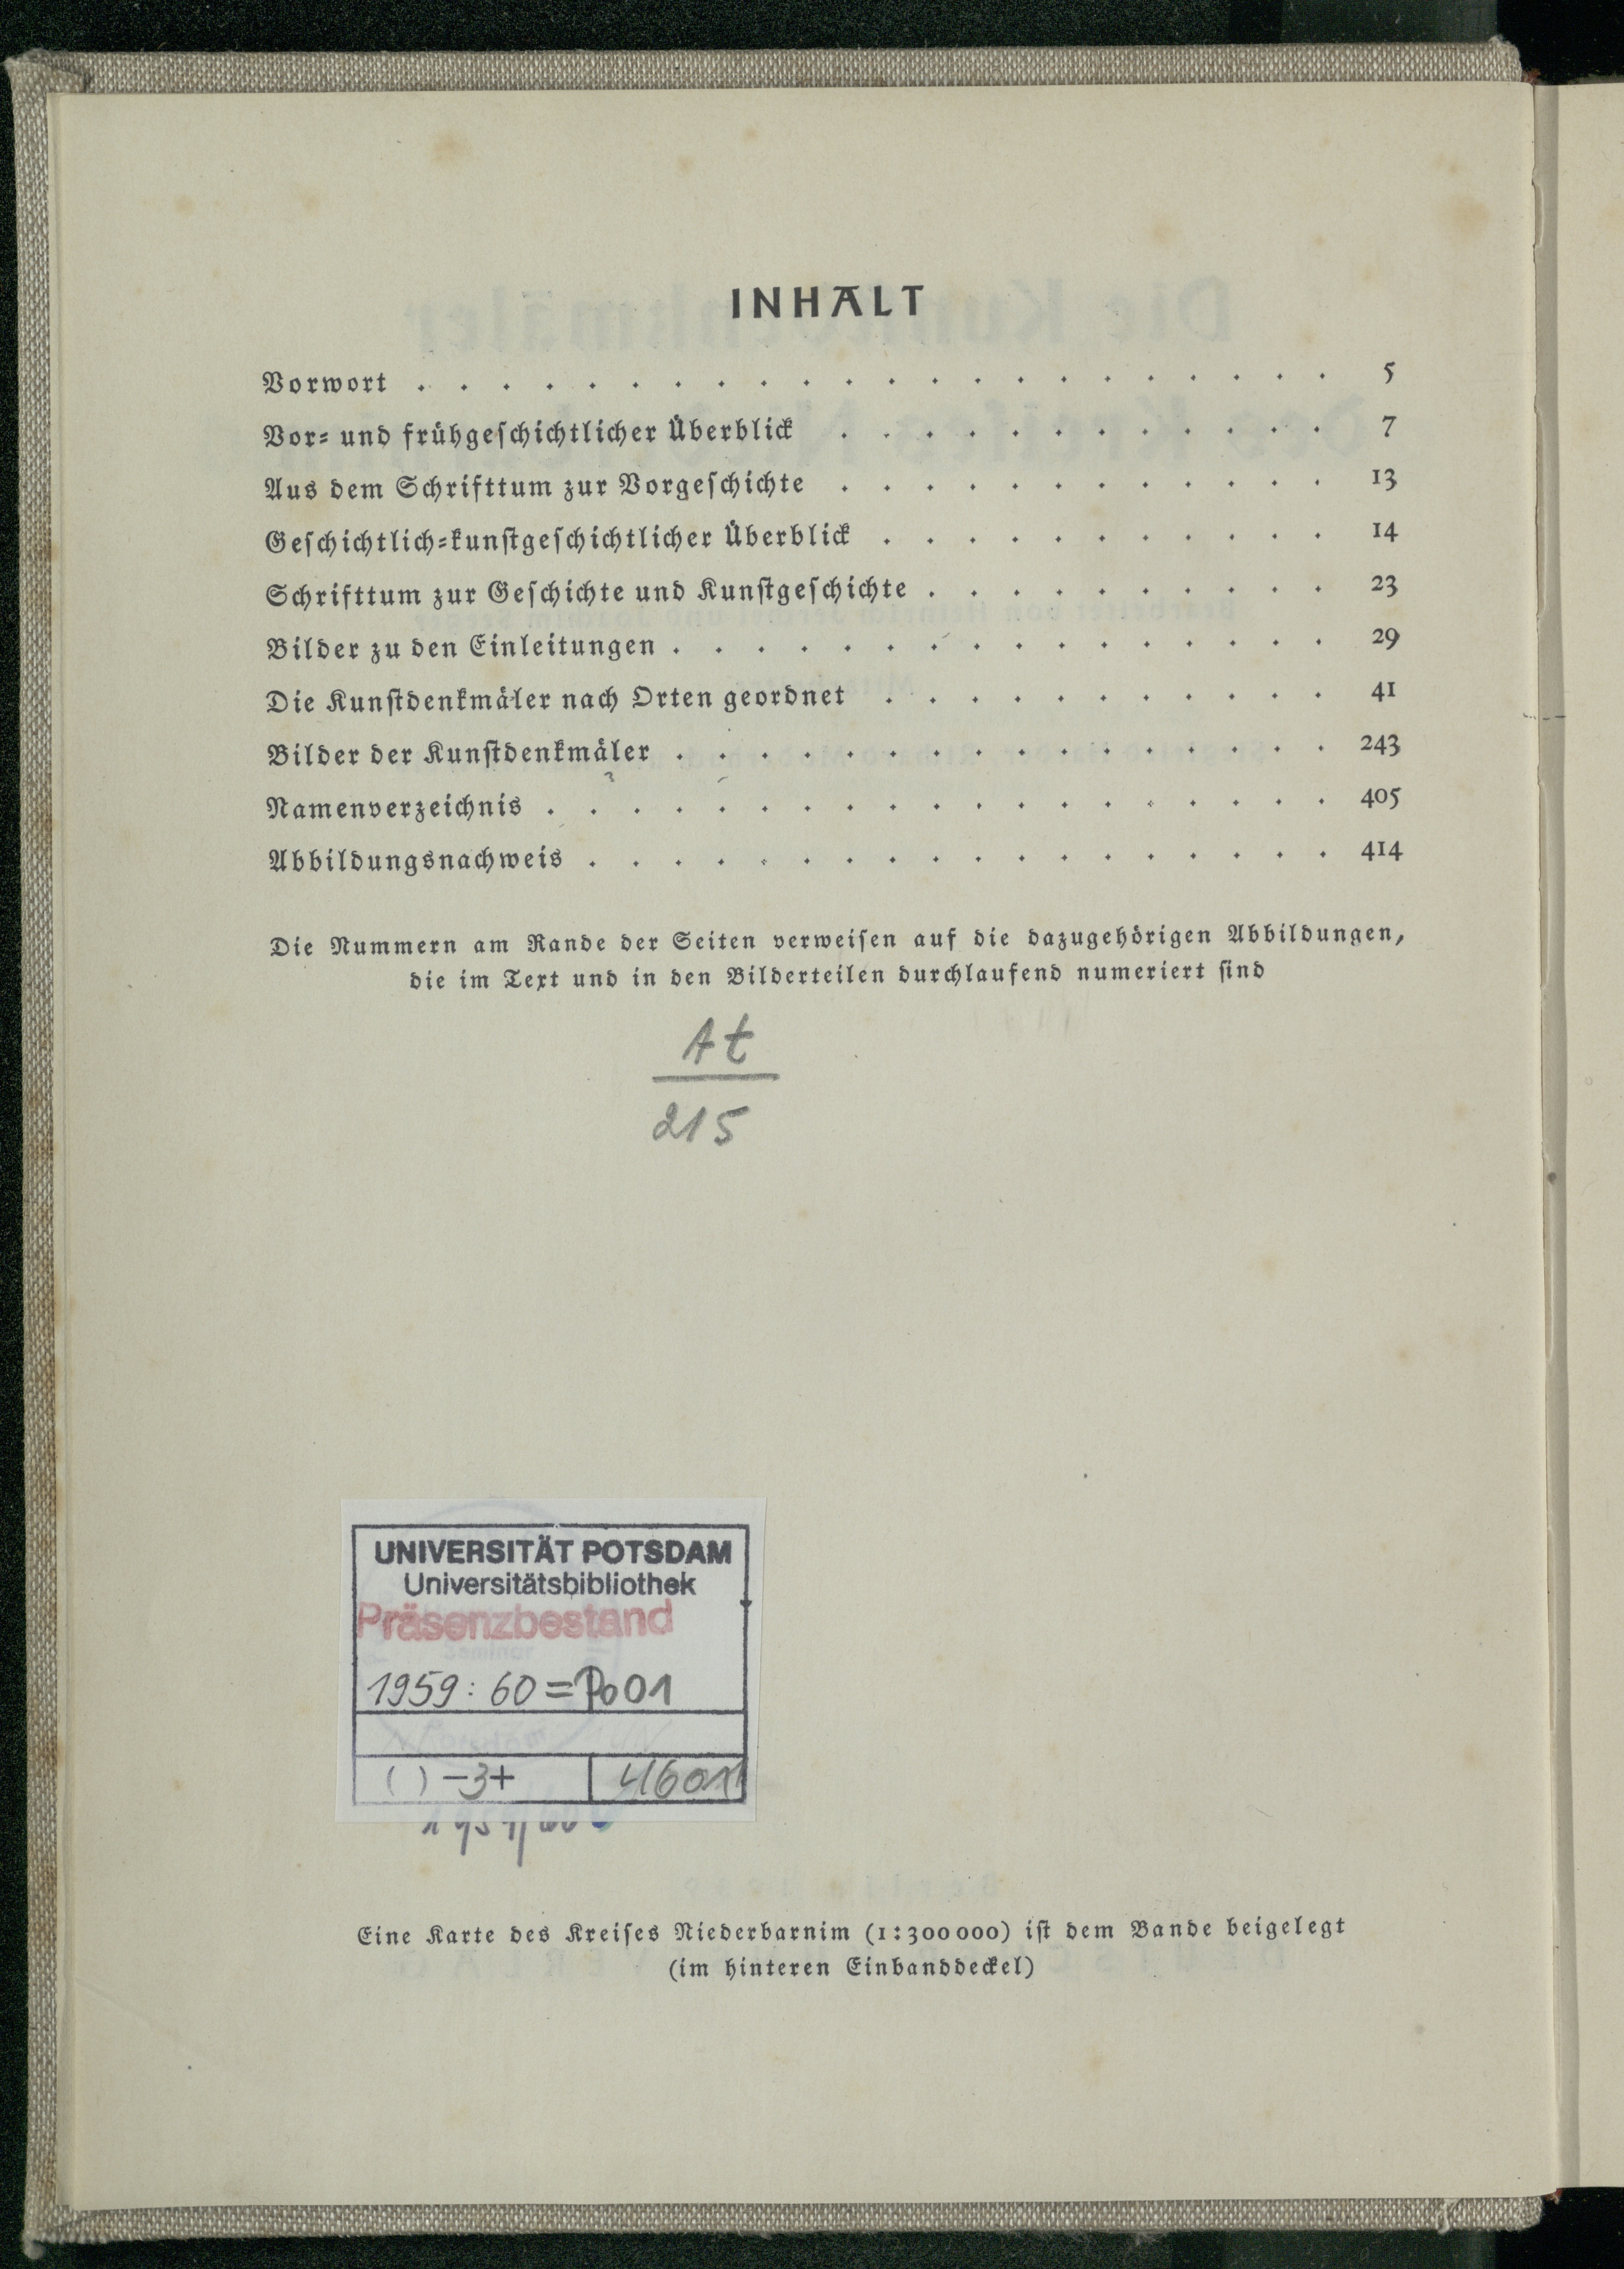 INHALT
Vorwort . . . . . . . . . . . . . . . . . . . . . . 5
Vor- und frühgeschichtlicher Überblick . . . . . . . . . . . . 7
Aus dem Schrifttum zur Vorgeschichte . . . . . . . . . . . . 13
Geschichtlich-kunstgeschichtlicher Überblick . . . . . . . . . . . 14
Schrifttum zur Geschichte und Kunstgeschichte . . . . . . . . . . 23
Bilder zu den Einleitungen . . . . . . . . . . . . . . . . 29
Die Kunstdenkmäler nach Orten geordnet . . . . . . . . . . . 41
Bilder der Kunstdenkmäler . . . . . . . . . . . . . . . . 243
Namenverzeichnis . . . . . . . . . . . . . . . . . . . 405
Abbildungsnachweis . . . . . . . . . . . . . . . . . . 414
Die Nummern am Rande der Seiten verweisen auf die dazugehörigen Abbildungen,
die im Text und in den Bilderteilen durchlaufend numeriert sind
At
215
UNIVERSITÄT POTSDAM
Universitätsbibliothek
Präsenzbestand
1959: 60 = Po 01
( ) -3+
Eine Karte des Kreises Niederbarnim (1:300 000) ist dem Bande beigelegt
(im hinteren Einbanddeckel)